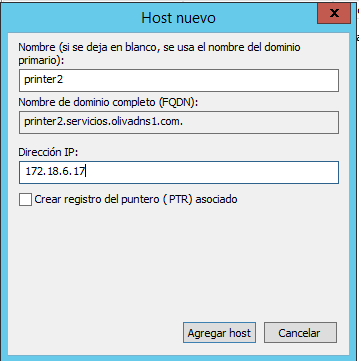 Host nuevo
x
Nombre (si se deja en blanco, se usa el nombre del dominio
primario):
printer2
Nombre de dominio completo (FQDN):
printer2.servicios.olivadns1.com.
Dirección IP:
172.18.6.17
Crear registro del puntero (PTR) asociado
Agregar host
Cancelar